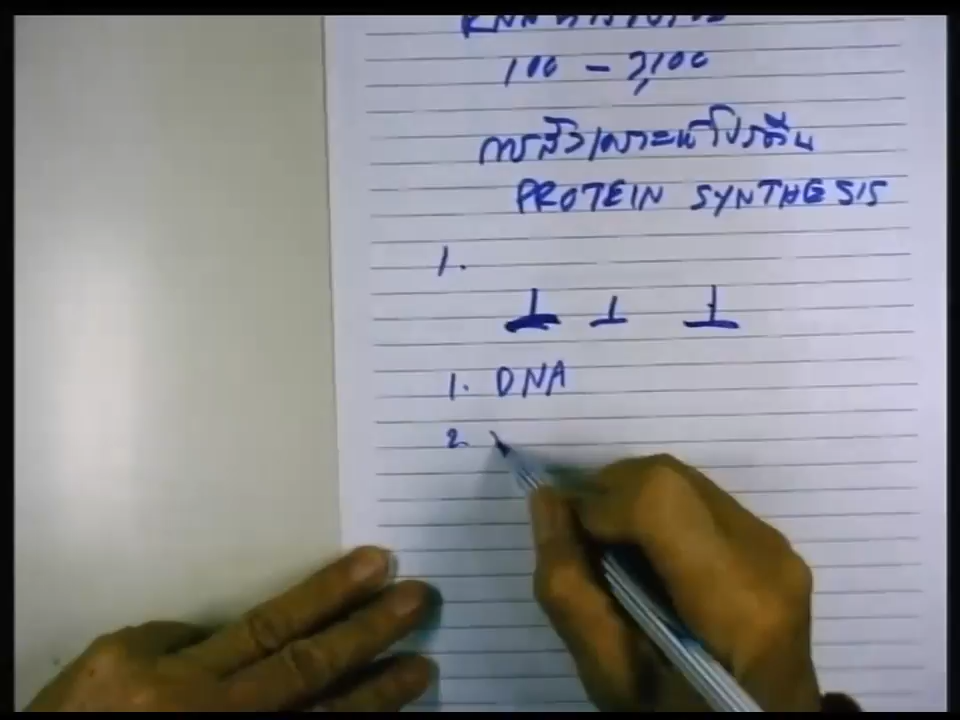 100 - 3,100
การสังเคราะห์โปรตีน
PROTEIN SYNTHESIS
1.
1. DNA
2.